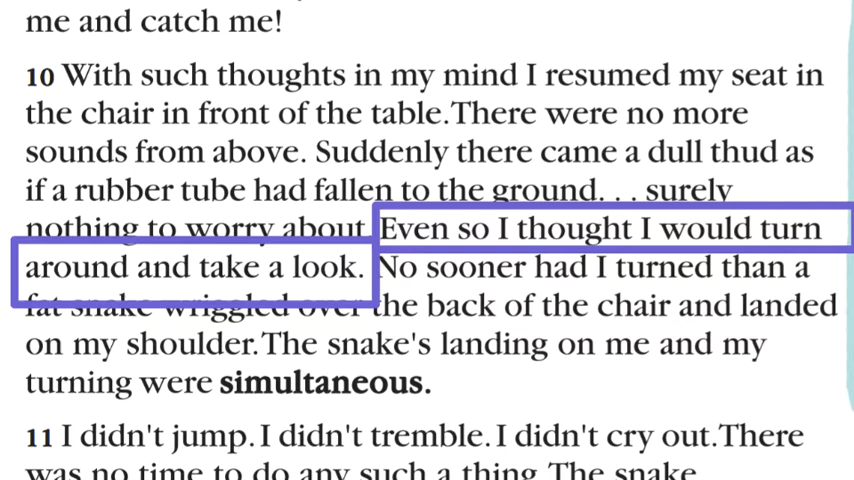 me and catch me!
10 With such thoughts in my mind I resumed my seat in
the chair in front of the table.There were no more
sounds from above. Suddenly there came a dull thud as
if a rubber tube had fallen to the ground. . . surely
nothing to worry about. Even so I thought I would turn
around and take a look. No sooner had I turned than a
fat snake wriggled over the back of the chair and landed
on my shoulder.The snake's landing on me and my
turning were simultaneous.
11 I didn't jump. I didn't tremble. I didn't cry out.There
was no time to do any such a thing. The snake